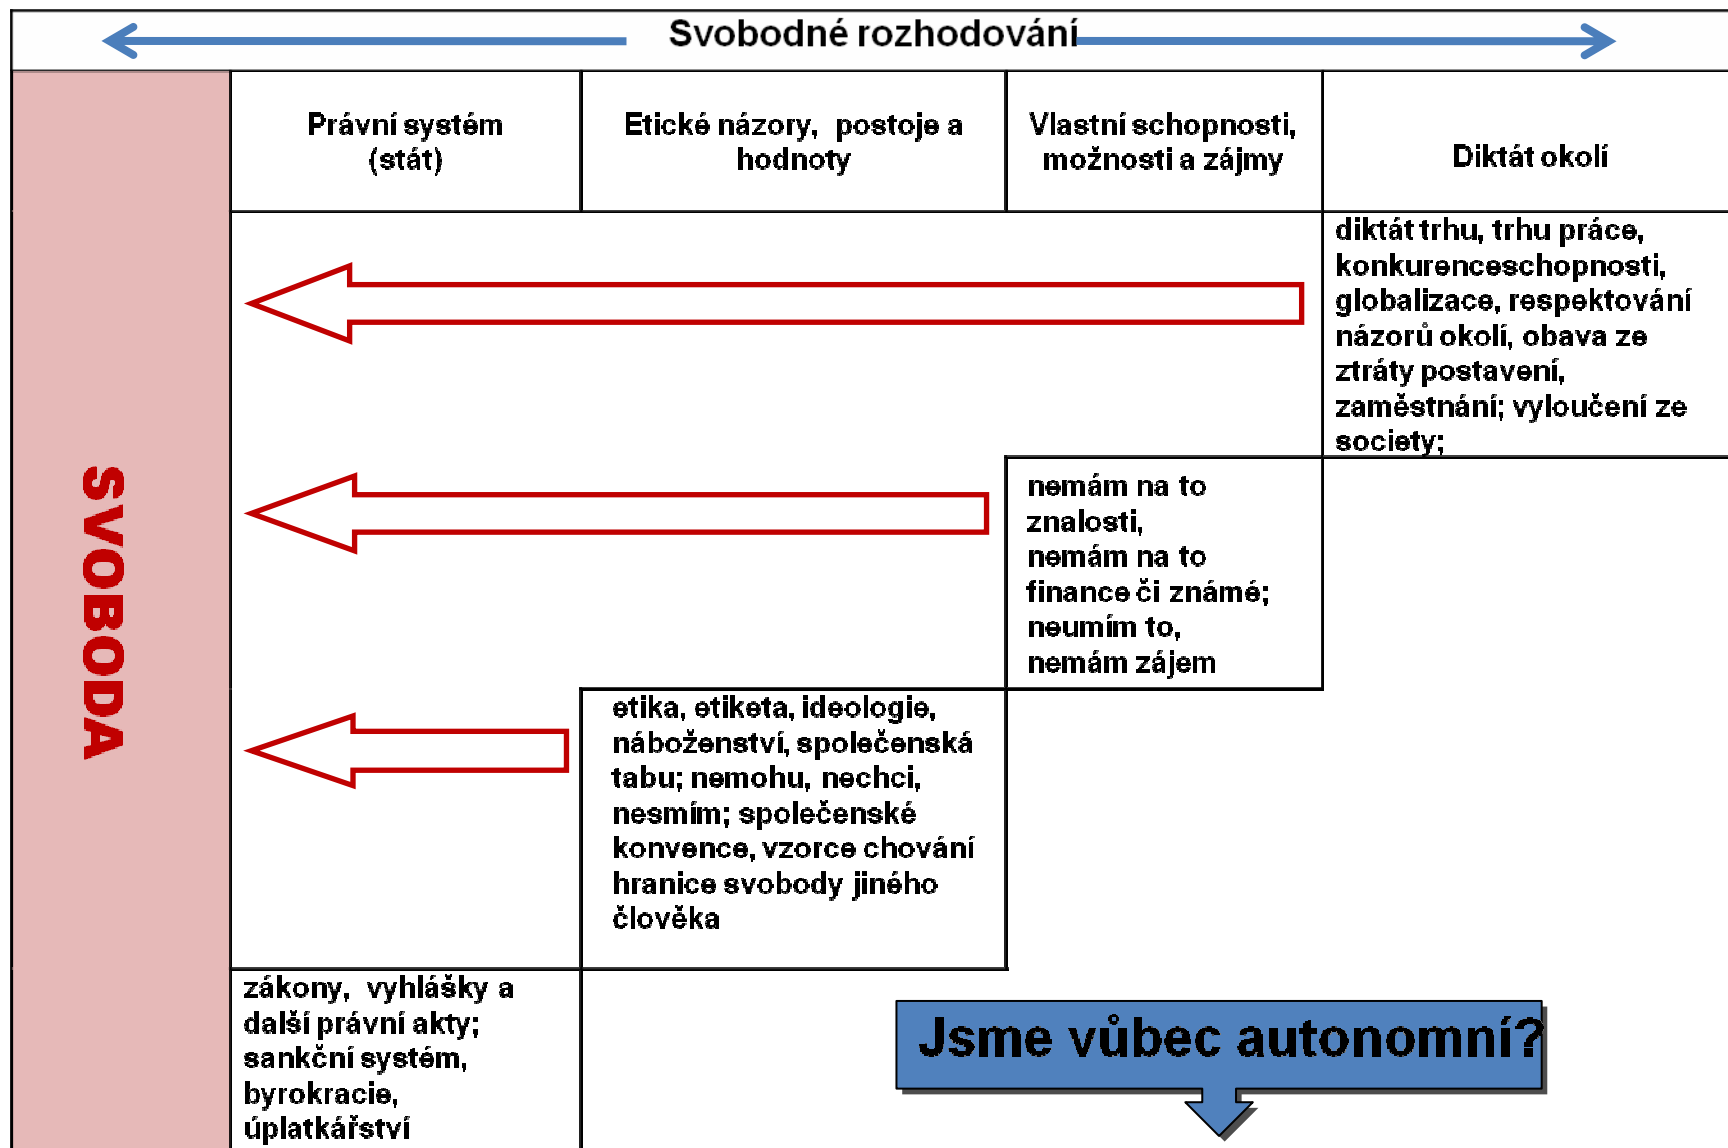 Svobodné rozhodování
SVOBODA
Právní systém
(stát)
Etické názory, postoje a
hodnoty
Vlastní schopnosti,
možnosti a zájmy
Diktát okolí
diktát trhu, trhu práce,
konkurenceschopnosti,
globalizace, respektování
názorů okolí, obava ze
ztráty postavení,
zaměstnání; vyloučení ze
society;
nemám na to
znalosti,
nemám na to
finance či známé;
neumím to,
nemám zájem
etika, etiketa, ideologie,
náboženství, společenská
tabu; nemohu, nechci,
nesmím; společenské
konvence, vzorce chování
hranice svobody jiného
člověka
zákony, vyhlášky a
další právní akty;
sankční systém,
byrokracie,
úplatkářství
Jsme vůbec autonomní?